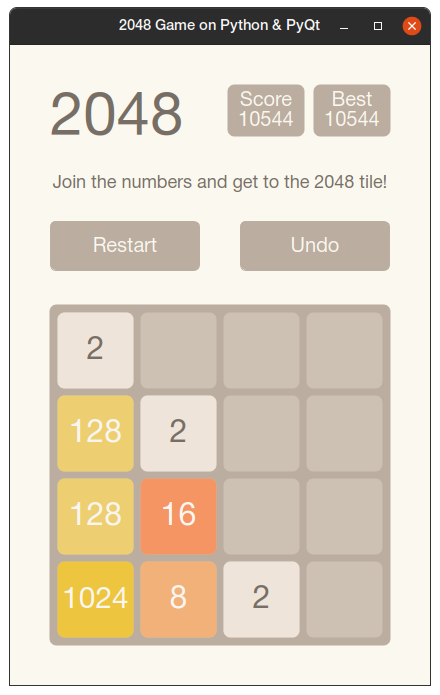 2048 Game on Python & PyQt
2048
Score
10544
Best
10544
Join the numbers and get to the 2048 tile!
Restart
Undo
2
128 2
128 16
1024 8 2